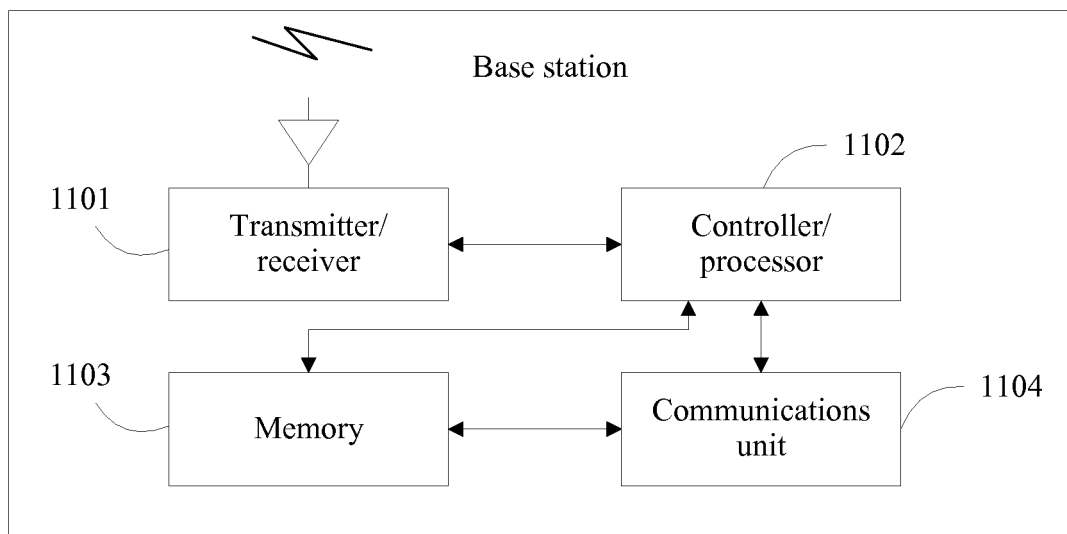 Base station
1102
1101
Transmitter/
receiver
Controller/
processor
1103
Memory
Communications
unit
1104